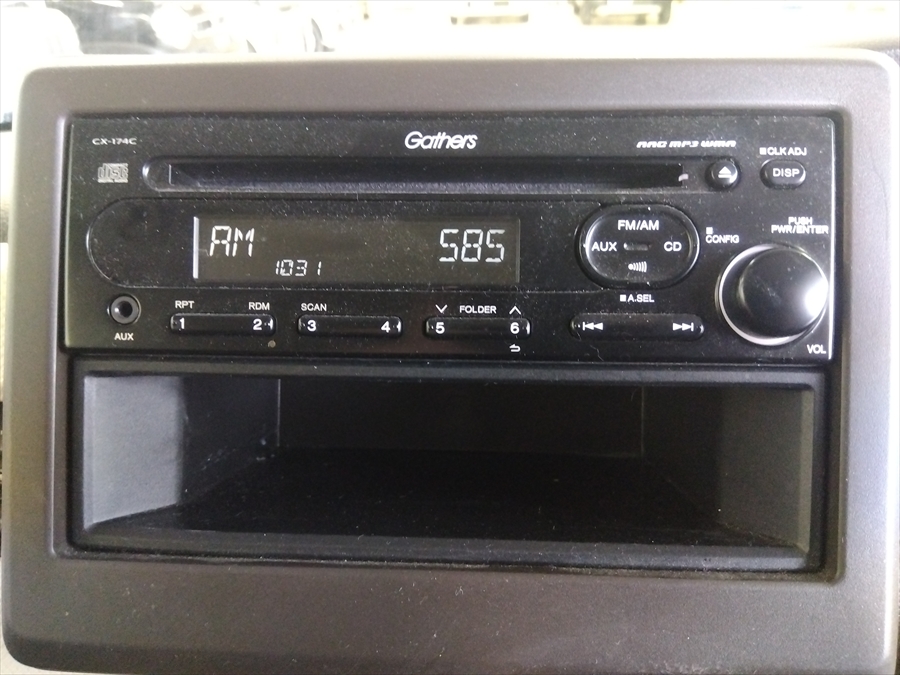 CX-174C
Gathers
AAC MP3 WMA
CLK ADJ
disc
DISP
PUSH
PWR/ENTER
FM/AM
AUX CD
CONFIG
AM 585
1031
A.SEL
RPT RDM SCAN FOLDER
1 2 3 4 5 6
AUX
VOL